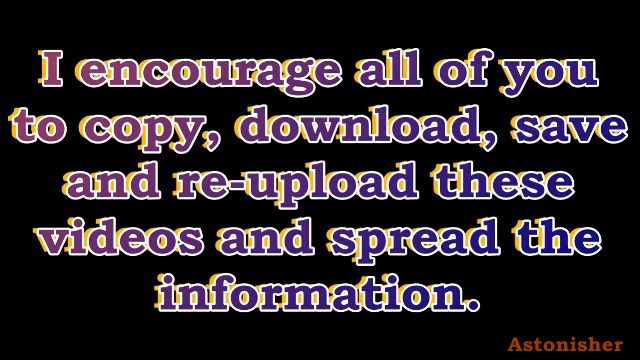 I encourage all of you
to copy, download, save
and re-upload these
videos and spread the
information.
Astonisher